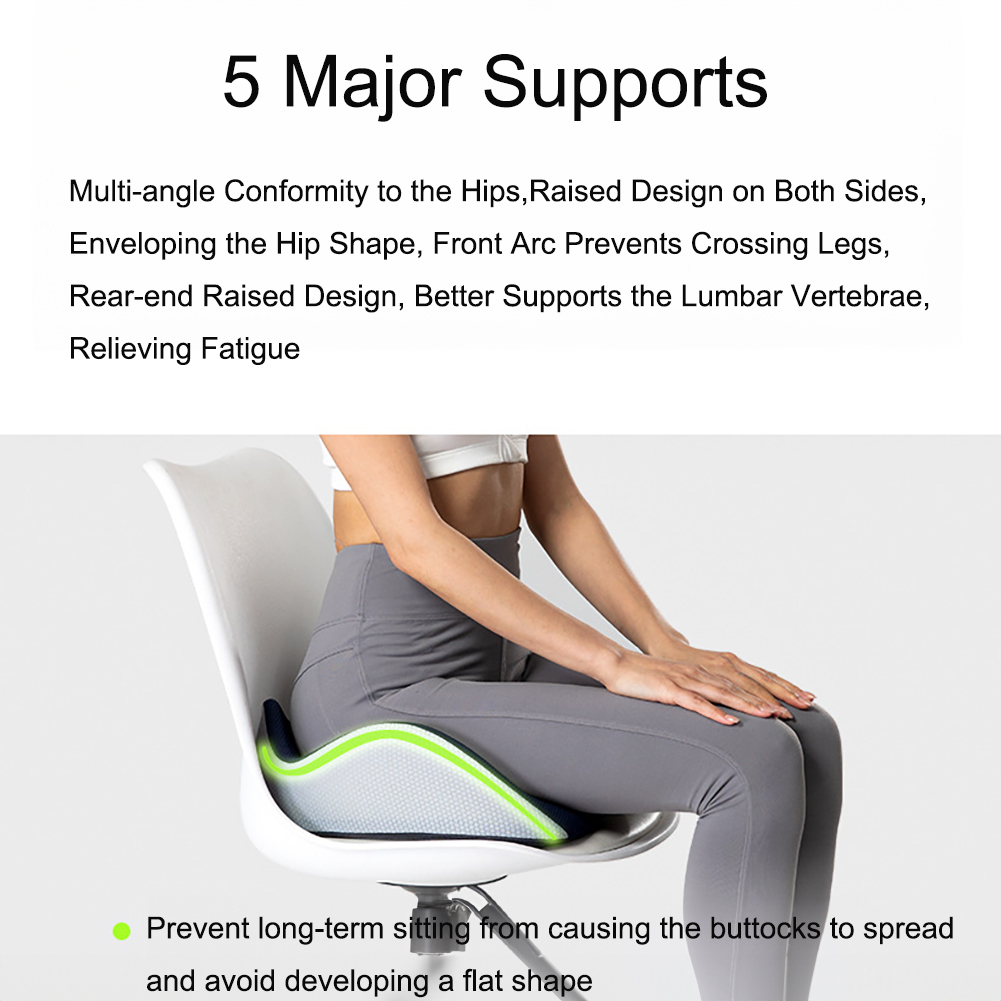 5 Major Supports
Multi-angle Conformity to the Hips,Raised Design on Both Sides,
Enveloping the Hip Shape, Front Arc Prevents Crossing Legs,
Rear-end Raised Design, Better Supports the Lumbar Vertebrae,
Relieving Fatigue
Prevent long-term sitting from causing the buttocks to spread
and avoid developing a flat shape